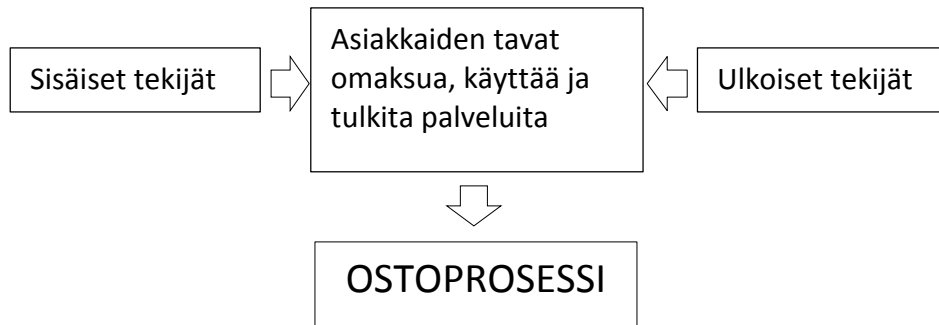 Sisäiset tekijät
Asiakkaiden tavat
omaksua, käyttää ja
tulkita palveluita
Ulkoiset tekijät
OSTOPROSESSI